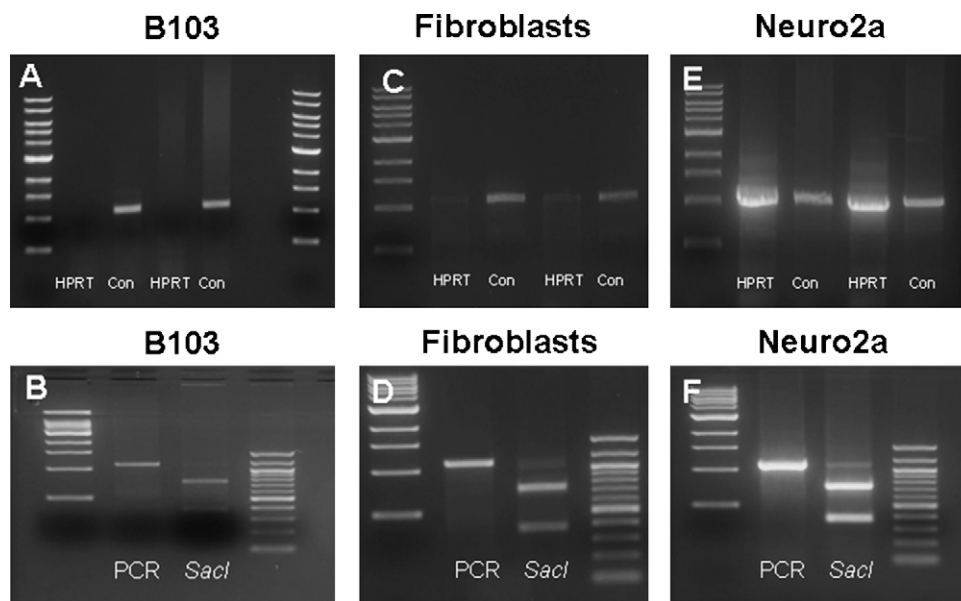 B103 Fibroblasts Neuro2a
A C E
HPRT Con HPRT Con HPRT Con HPRT Con HPRT Con HPRT Con
B103 Fibroblasts Neuro2a
B D F
PCR SacI PCR SacI PCR SacI